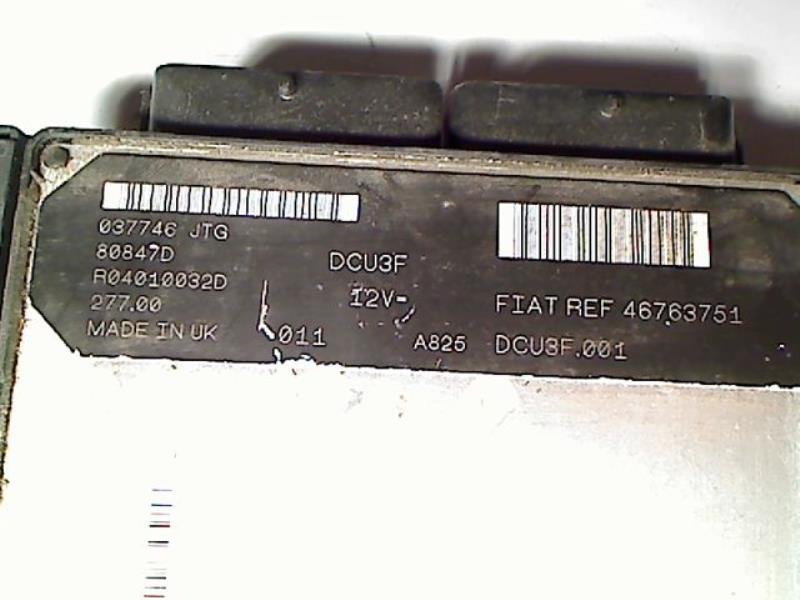 037746 JTG
80847D
R04010032D
277.00
MADE IN UK
011
DCU3F
12V=
A825
FIAT REF 46763751
DCU3F.001